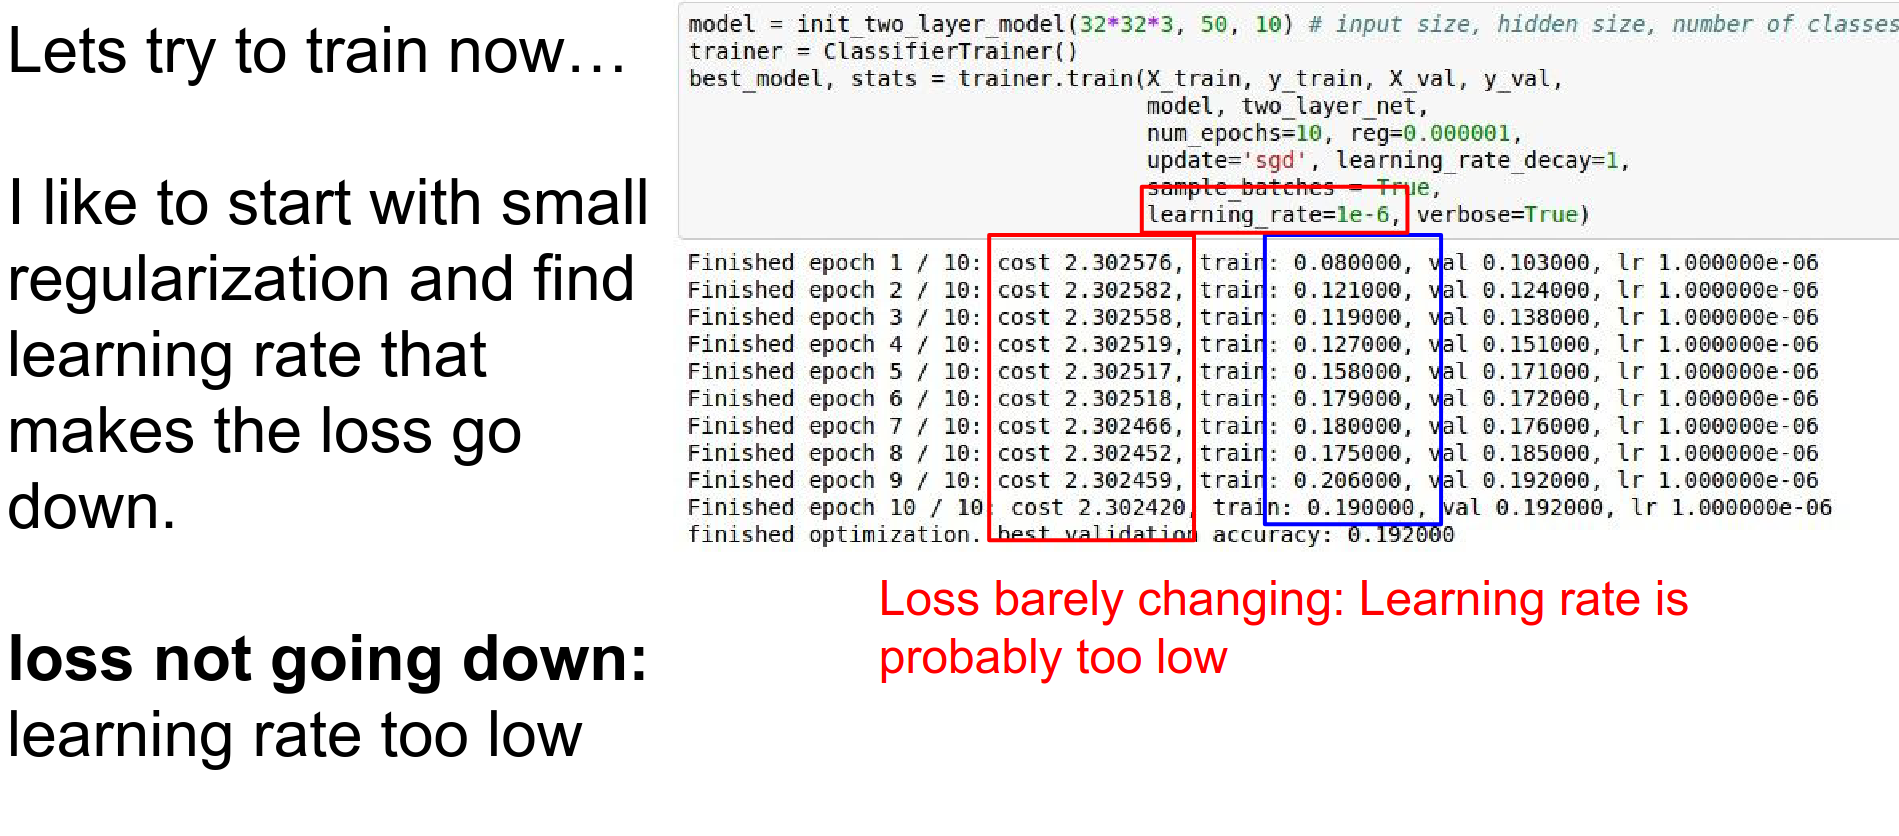 Lets try to train now…
I like to start with small
regularization and find
learning rate that
makes the loss go
down.
loss not going down:
learning rate too low
model = init_two_layer_model(32*32*3, 50, 10) # input size, hidden size, number of classes
trainer = ClassifierTrainer()
best_model, stats = trainer.train(X_train, y_train, X_val, y_val,
model, two_layer_net,
num_epochs=10, reg=0.000001,
update='sgd', learning_rate_decay=1,
sample_batches = True,
learning_rate=1e-6, verbose=True)
Finished epoch 1 / 10: cost 2.302576, train: 0.080000, val 0.103000, lr 1.000000e-06
Finished epoch 2 / 10: cost 2.302582, train: 0.121000, val 0.124000, lr 1.000000e-06
Finished epoch 3 / 10: cost 2.302558, train: 0.119000, val 0.138000, lr 1.000000e-06
Finished epoch 4 / 10: cost 2.302519, train: 0.127000, val 0.151000, lr 1.000000e-06
Finished epoch 5 / 10: cost 2.302517, train: 0.158000, val 0.171000, lr 1.000000e-06
Finished epoch 6 / 10: cost 2.302518, train: 0.179000, val 0.172000, lr 1.000000e-06
Finished epoch 7 / 10: cost 2.302466, train: 0.180000, val 0.176000, lr 1.000000e-06
Finished epoch 8 / 10: cost 2.302452, train: 0.175000, val 0.185000, lr 1.000000e-06
Finished epoch 9 / 10: cost 2.302459, train: 0.206000, val 0.192000, lr 1.000000e-06
Finished epoch 10 / 10: cost 2.302420, train: 0.190000, val 0.192000, lr 1.000000e-06
finished optimization. best validation accuracy: 0.192000
Loss barely changing: Learning rate is
probably too low